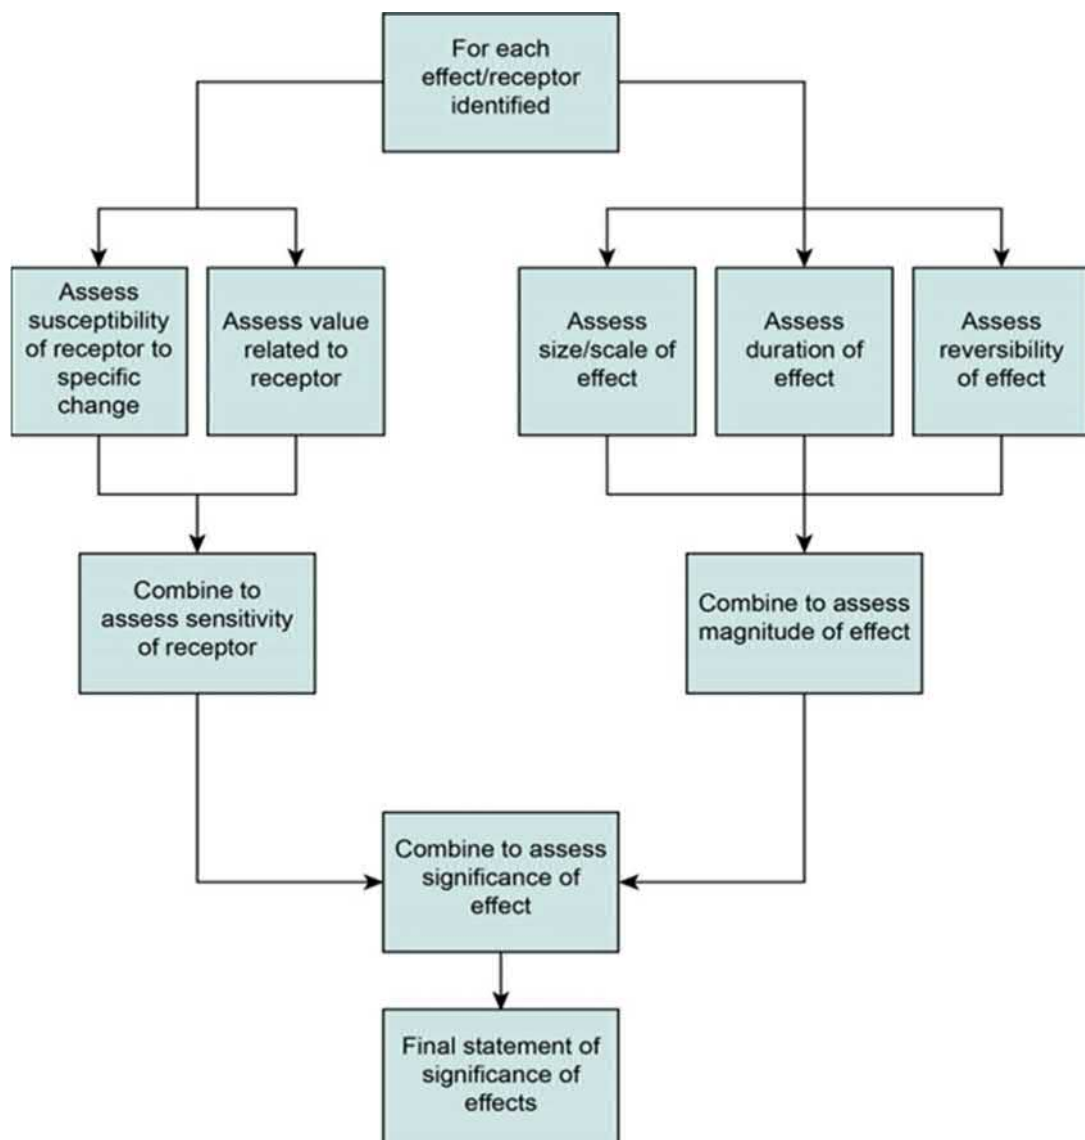 For each
effect/receptor
identified
Assess
susceptibility
of receptor to
specific
change
Assess value
related to
receptor
Assess
size/scale of
effect
Assess
duration of
effect
Assess
reversibility
of effect
Combine to
assess sensitivity
of receptor
Combine to assess
magnitude of effect
Combine to assess
significance of
effect
Final statement of
significance of
effects